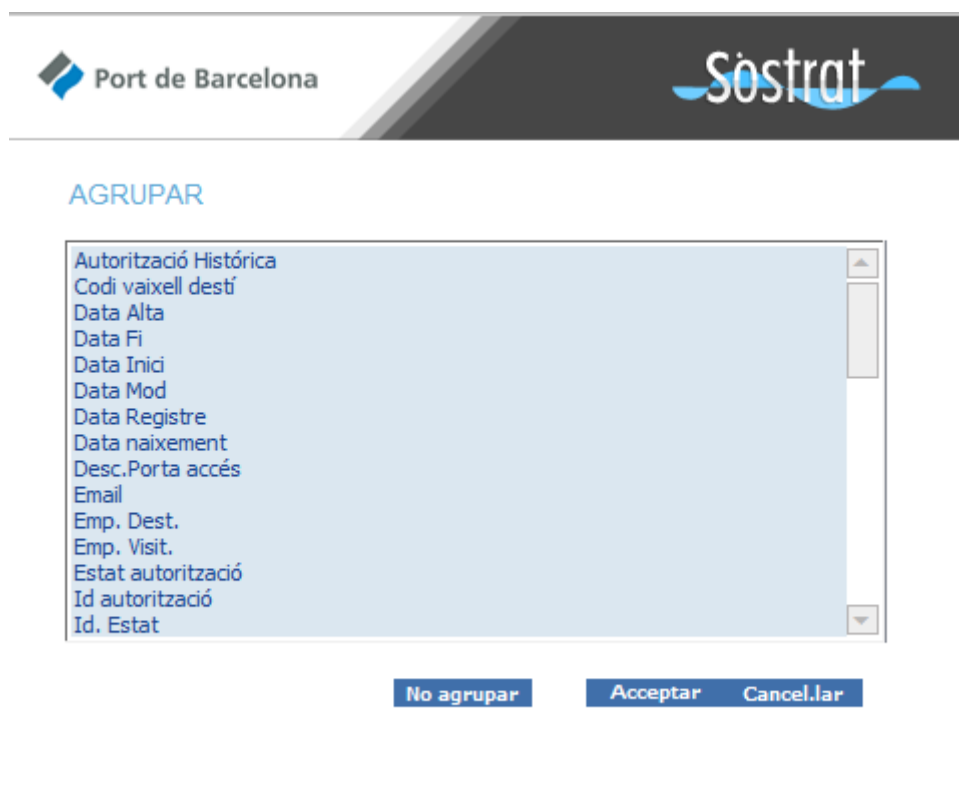 Port de Barcelona
Sòstrat
AGRUPAR
Autorització Histórica
Codi vaixell destí
Data Alta
Data Fi
Data Inici
Data Mod
Data Registre
Data naixement
Desc.Porta accés
Email
Emp. Dest.
Emp. Visit.
Estat autorització
Id autorització
Id. Estat
No agrupar
Acceptar
Cancel.lar